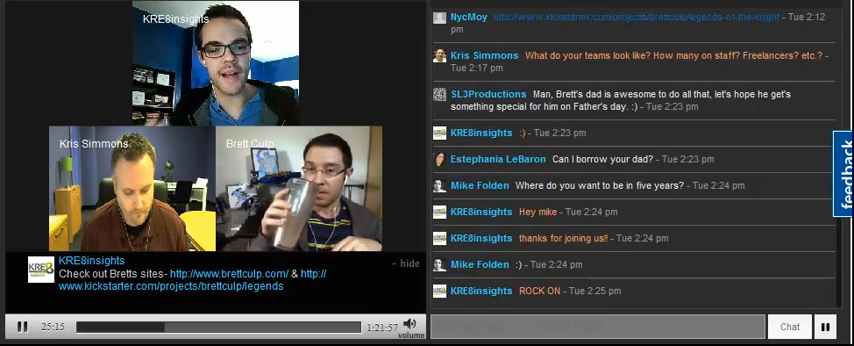 KRE8insights
Kris Simmons
Brett Culp
KRE8insights
Check out Bretts sites- http://www.brettculp.com/ & http://
www.kickstarter.com/projects/brettculp/legends
– hide
25:15
1:21:57
volume
NycMoy http://www.kickstarter.com/projects/brettculp/legends-of-the-knight - Tue 2:12
pm
Kris Simmons What do your teams look like? How many on staff? Freelancers? etc.? -
Tue 2:17 pm
SL3Productions Man, Brett's dad is awesome to do all that, let's hope he get's
something special for him on Father's day. :) - Tue 2:23 pm
KRE8insights :) - Tue 2:23 pm
Estephania LeBaron Can I borrow your dad? - Tue 2:23 pm
Mike Folden Where do you want to be in five years? - Tue 2:24 pm
KRE8insights Hey mike - Tue 2:24 pm
KRE8insights thanks for joining us!! - Tue 2:24 pm
Mike Folden :) - Tue 2:24 pm
KRE8insights ROCK ON - Tue 2:25 pm
Chat
feedback